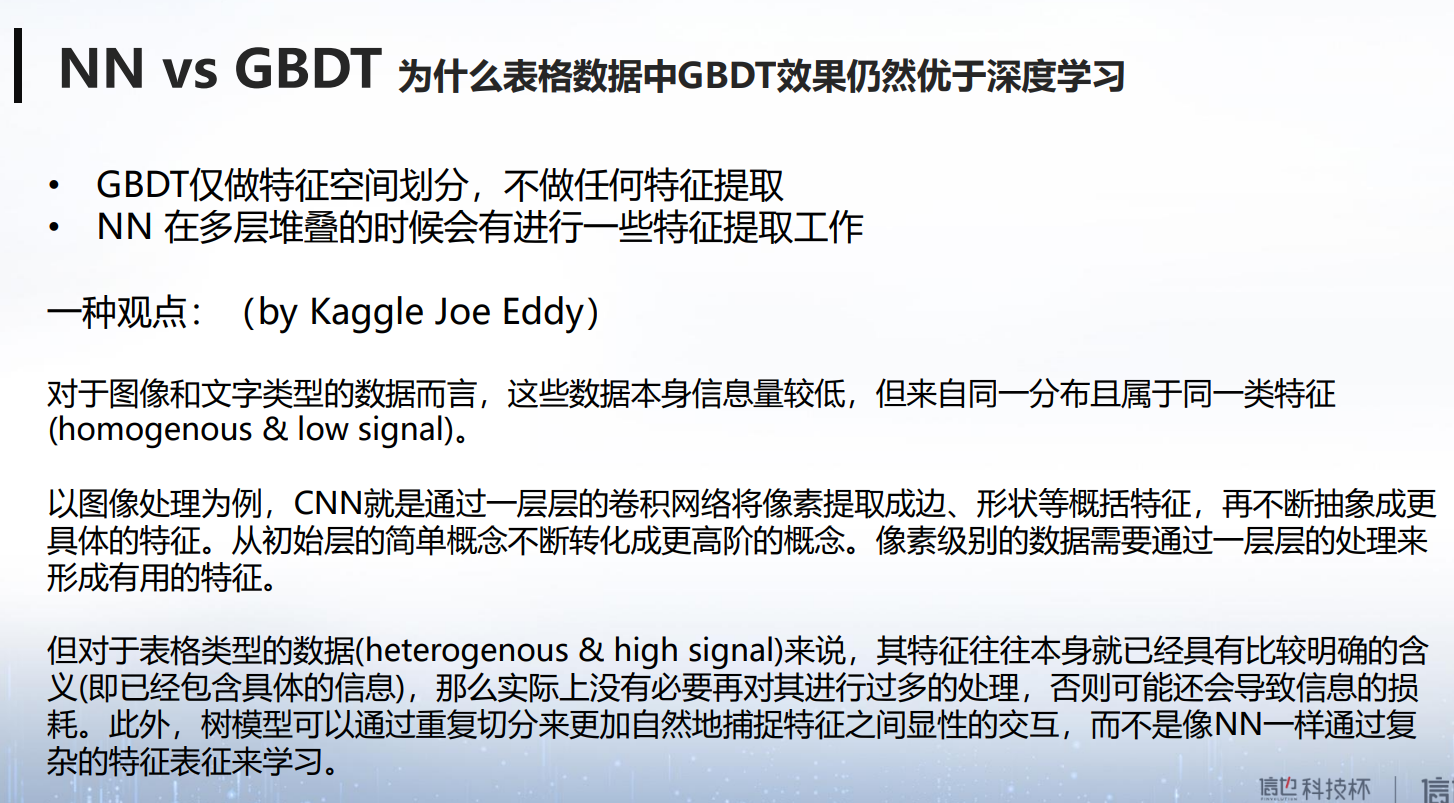 NN vs GBDT 为什么表格数据中GBDT效果仍然优于深度学习
• GBDT仅做特征空间划分，不做任何特征提取
• NN 在多层堆叠的时候会有进行一些特征提取工作
一种观点：（by Kaggle Joe Eddy）
对于图像和文字类型的数据而言，这些数据本身信息量较低，但来自同一分布且属于同一类特征
(homogenous & low signal)。
以图像处理为例，CNN就是通过一层层的卷积网络将像素提取成边、形状等概括特征，再不断抽象成更
具体的特征。从初始层的简单概念不断转化成更高阶的概念。像素级别的数据需要通过一层层的处理来
形成有用的特征。
但对于表格类型的数据(heterogenous & high signal)来说，其特征往往本身就已经具有比较明确的含
义(即已经包含具体的信息)，那么实际上没有必要再对其进行过多的处理，否则可能还会导致信息的损
耗。此外，树模型可以通过重复切分来更加自然地捕捉特征之间显性的交互，而不是像NN一样通过复
杂的特征表征来学习。
信也科技杯 | 信